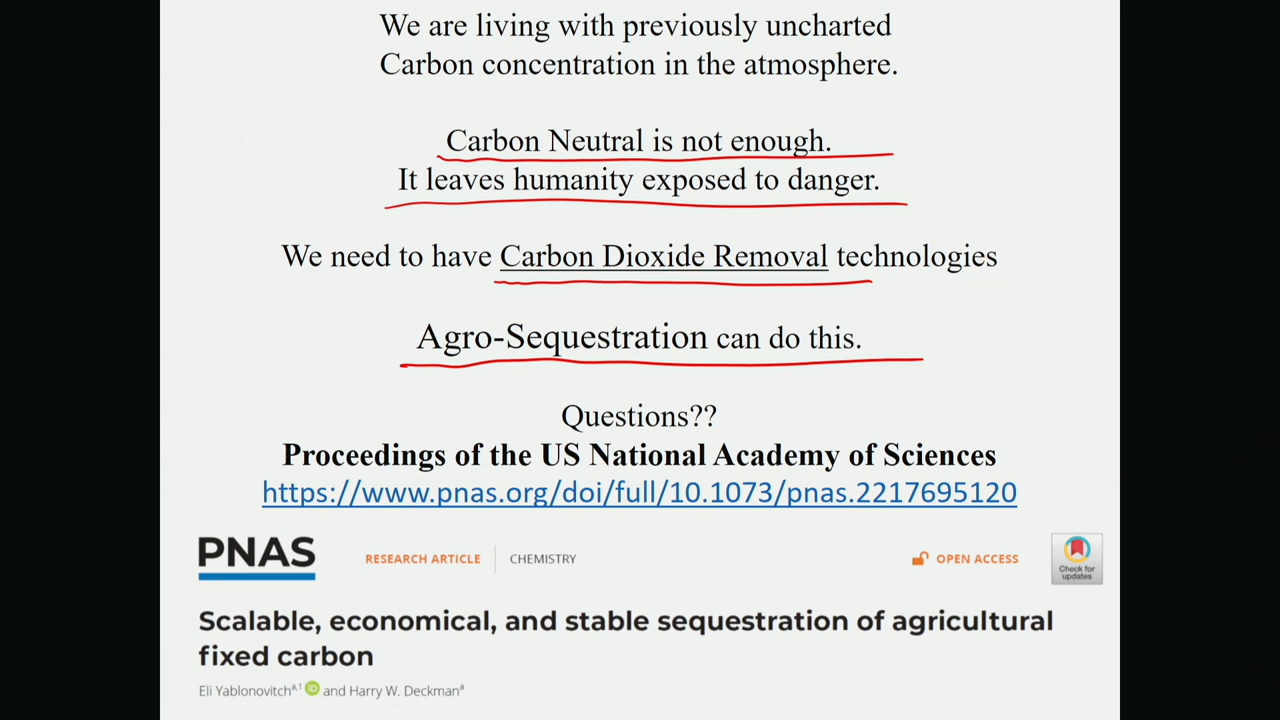 We are living with previously uncharted
Carbon concentration in the atmosphere.
Carbon Neutral is not enough.
It leaves humanity exposed to danger.
We need to have Carbon Dioxide Removal technologies
Agro-Sequestration can do this.
Questions??
Proceedings of the US National Academy of Sciences
https://www.pnas.org/doi/full/10.1073/pnas.2217695120
PNAS RESEARCH ARTICLE CHEMISTRY OPEN ACCESS
Check for
updates
Scalable, economical, and stable sequestration of agricultural
fixed carbon
Eli Yablonovitch a,1 iD and Harry W. Deckman a